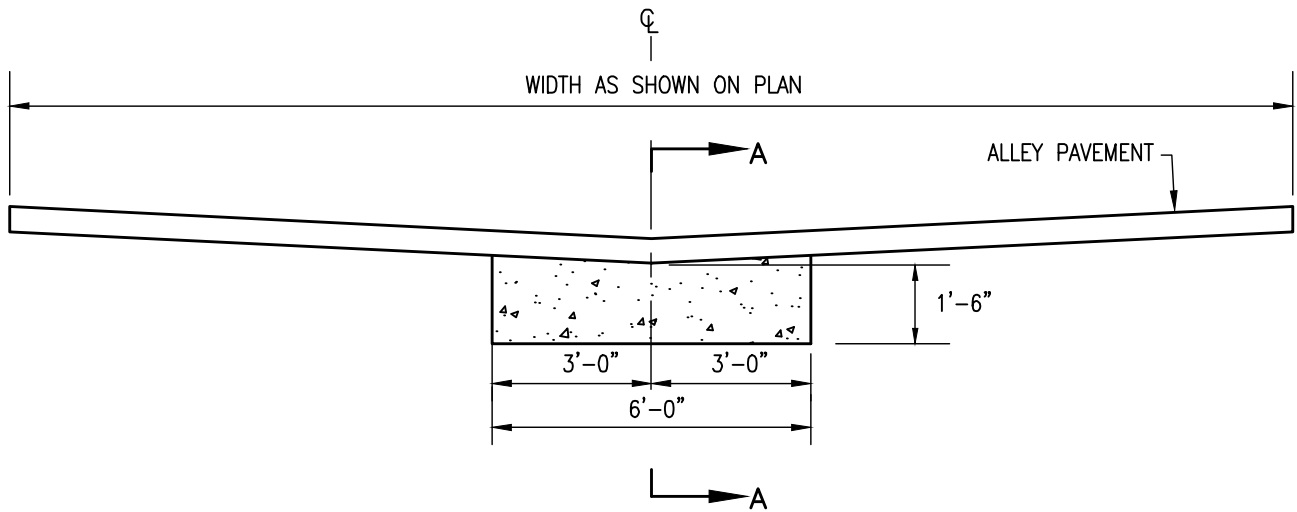 ℄
WIDTH AS SHOWN ON PLAN
A
ALLEY PAVEMENT
1'-6"
3'-0" 3'-0"
6'-0"
A